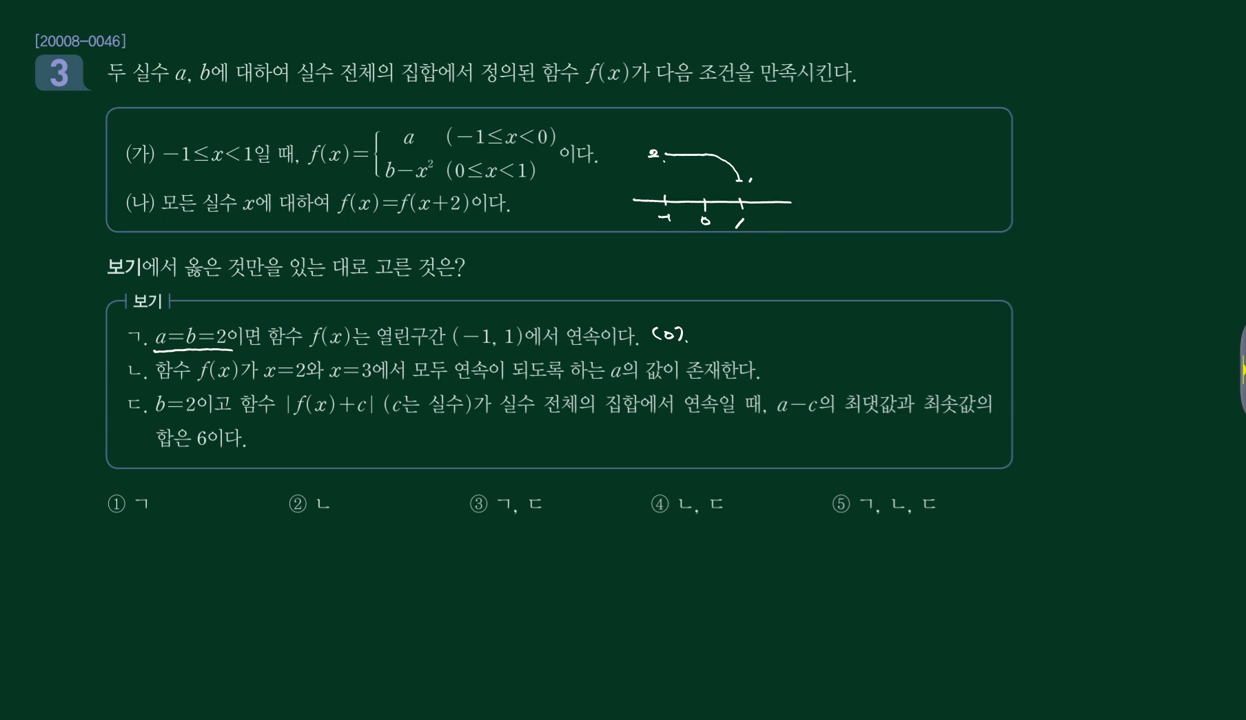 [20008-0046]
3 두 실수 a, b에 대하여 실수 전체의 집합에서 정의된 함수 f(x)가 다음 조건을 만족시킨다.
(가) -1≤x<1일 때, f(x)={ a (-1≤x<0) b-x² (0≤x<1) 이다.
(나) 모든 실수 x에 대하여 f(x)=f(x+2)이다.
2
-1 0 1
보기에서 옳은 것만을 있는 대로 고른 것은?
보기
ㄱ. a=b=2이면 함수 f(x)는 열린구간 (-1, 1)에서 연속이다. (O).
ㄴ. 함수 f(x)가 x=2와 x=3에서 모두 연속이 되도록 하는 a의 값이 존재한다.
ㄷ. b=2이고 함수 |f(x)+c| (c는 실수)가 실수 전체의 집합에서 연속일 때, a-c의 최댓값과 최솟값의
합은 6이다.
① ㄱ ② ㄴ ③ ㄱ, ㄷ ④ ㄴ, ㄷ ⑤ ㄱ, ㄴ, ㄷ